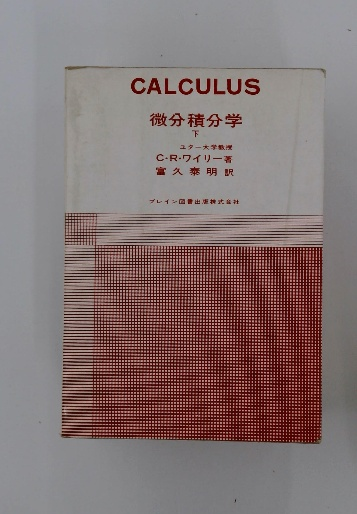 CALCULUS
微分積分学
下
ユター大学教授
C・R・ワイリー著
富久泰明訳
ブレイン図書出版株式会社